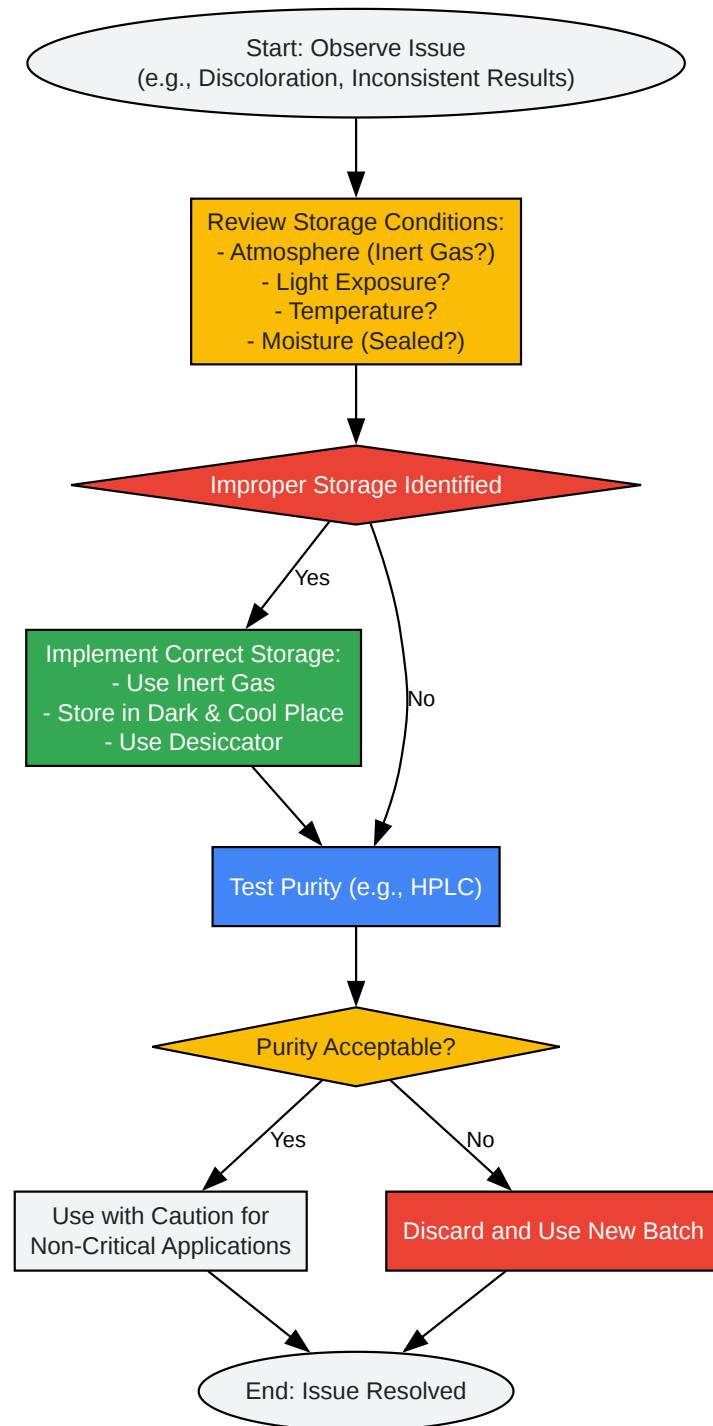 Start: Observe Issue
(e.g., Discoloration, Inconsistent Results)
Review Storage Conditions:
- Atmosphere (Inert Gas?)
- Light Exposure?
- Temperature?
- Moisture (Sealed?)
Improper Storage Identified
Yes
Implement Correct Storage:
- Use Inert Gas
- Store in Dark & Cool Place
- Use Desiccator
No
Test Purity (e.g., HPLC)
Purity Acceptable?
Yes
No
Use with Caution for
Non-Critical Applications
Discard and Use New Batch
End: Issue Resolved